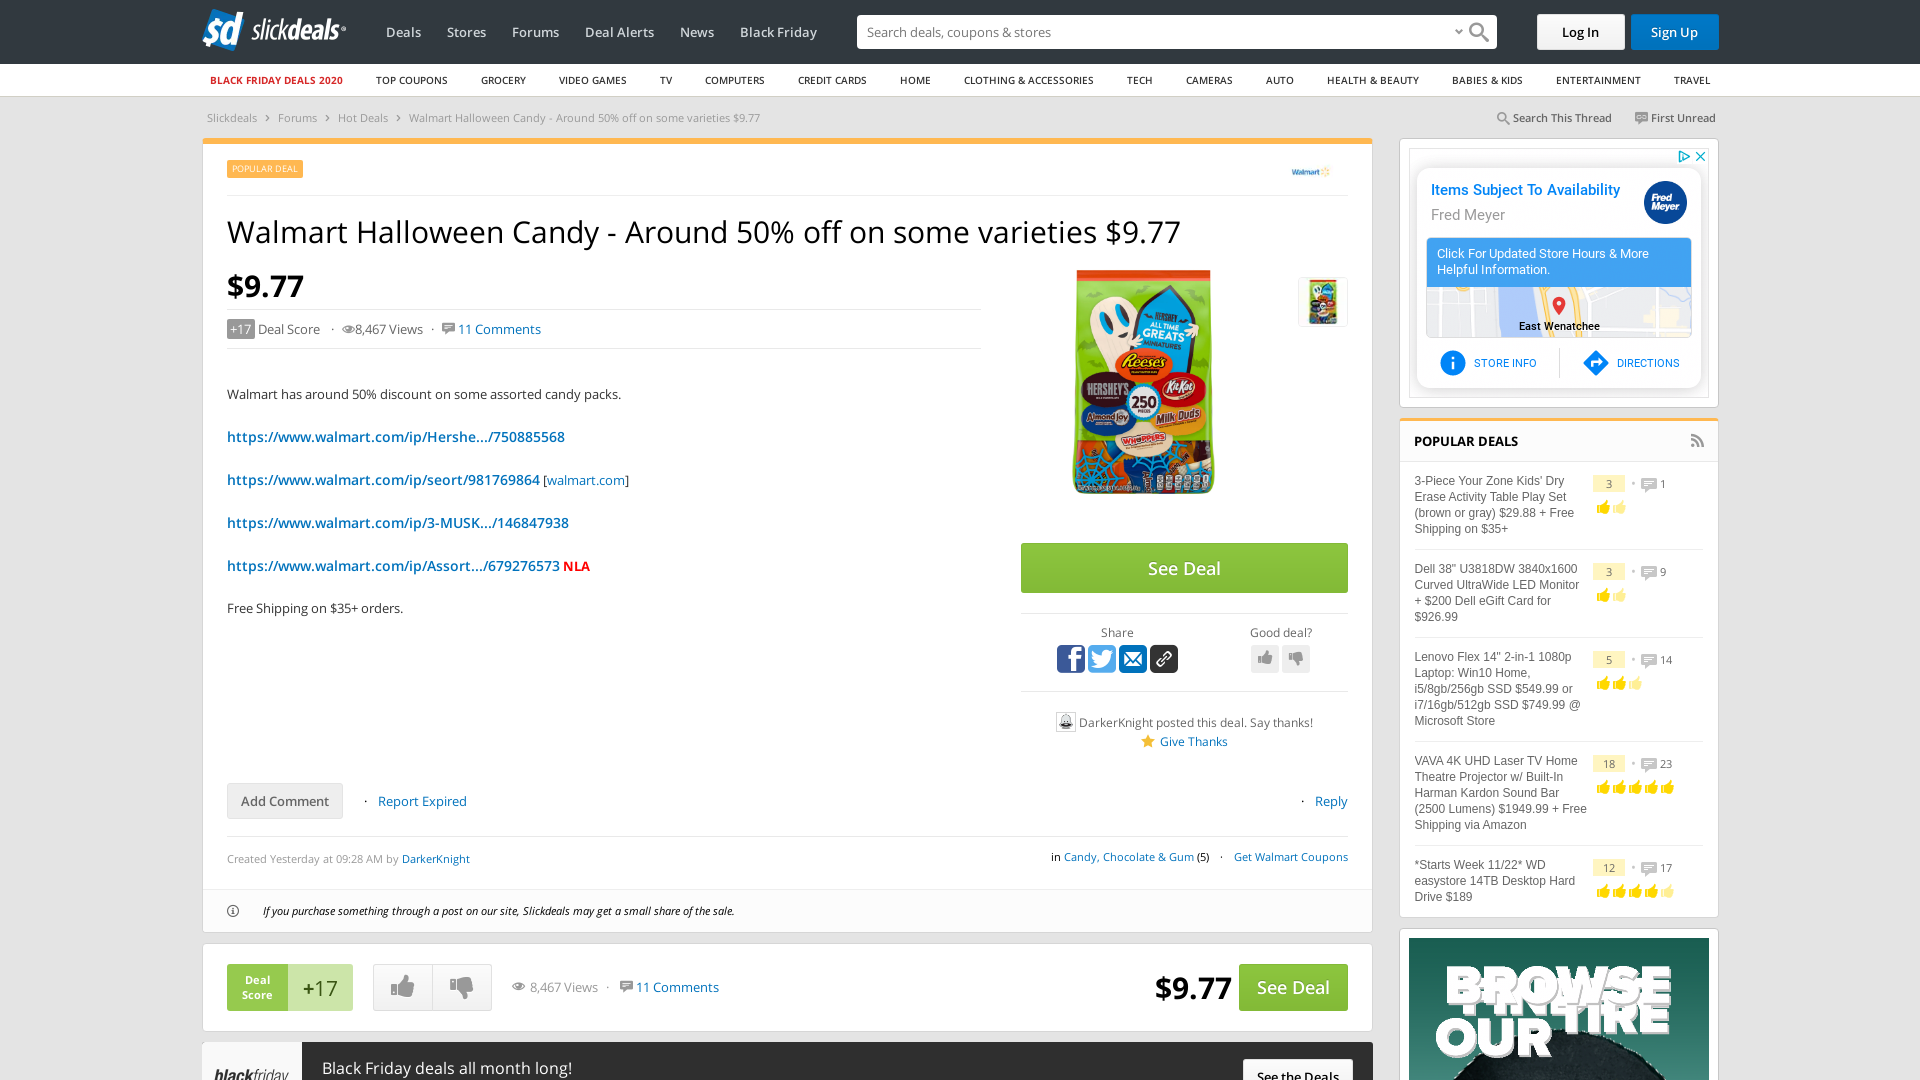 slickdeals
Deals
Stores
Forums
Deal Alerts
News
Black Friday
Search deals, coupons & stores
Log In
Sign Up
BLACK FRIDAY DEALS 2020
TOP COUPONS
GROCERY
VIDEO GAMES
TV
COMPUTERS
CREDIT CARDS
HOME
CLOTHING & ACCESSORIES
TECH
CAMERAS
AUTO
HEALTH & BEAUTY
BABIES & KIDS
ENTERTAINMENT
TRAVEL
Slickdeals › Forums › Hot Deals › Walmart Halloween Candy - Around 50% off on some varieties $9.77
Search This Thread
First Unread
POPULAR DEAL
Walmart
Walmart Halloween Candy - Around 50% off on some varieties $9.77
$9.77
+17 Deal Score · 8,467 Views · 11 Comments
Walmart has around 50% discount on some assorted candy packs.
https://www.walmart.com/ip/Hershe.../750885568
https://www.walmart.com/ip/seort/981769864 [walmart.com]
https://www.walmart.com/ip/3-MUSK.../146847938
https://www.walmart.com/ip/Assort.../679276573 NLA
Free Shipping on $35+ orders.
HERSHEY
ALL TIME
GREATS
MINIATURES
Reese's
HERSHEY'S
KitKat
250
PIECES
Almond Joy
Milk Duds
WHOPPERS
See Deal
Share
Good deal?
DarkerKnight posted this deal. Say thanks!
Give Thanks
Add Comment
· Report Expired
· Reply
Created Yesterday at 09:28 AM by DarkerKnight
in Candy, Chocolate & Gum (5) · Get Walmart Coupons
If you purchase something through a post on our site, Slickdeals may get a small share of the sale.
Deal
Score
+17
8,467 Views · 11 Comments
$9.77
See Deal
blackfriday
Black Friday deals all month long!
See the Deals
Items Subject To Availability
Fred Meyer
Fred
Meyer
Click For Updated Store Hours & More
Helpful Information.
East Wenatchee
STORE INFO
DIRECTIONS
POPULAR DEALS
3-Piece Your Zone Kids' Dry
Erase Activity Table Play Set
(brown or gray) $29.88 + Free
Shipping on $35+
3 • 1
Dell 38" U3818DW 3840x1600
Curved UltraWide LED Monitor
+ $200 Dell eGift Card for
$926.99
3 • 9
Lenovo Flex 14" 2-in-1 1080p
Laptop: Win10 Home,
i5/8gb/256gb SSD $549.99 or
i7/16gb/512gb SSD $749.99 @
Microsoft Store
5 • 14
VAVA 4K UHD Laser TV Home
Theatre Projector w/ Built-In
Harman Kardon Sound Bar
(2500 Lumens) $1949.99 + Free
Shipping via Amazon
18 • 23
*Starts Week 11/22* WD
easystore 14TB Desktop Hard
Drive $189
12 • 17
BROWSE
OUR TIRE